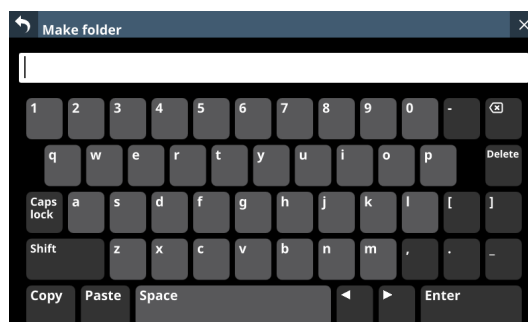 Make folder
1 2 3 4 5 6 7 8 9 0 -
q w e r t y u i o p Delete
Caps lock a s d f g h j k l [ ]
Shift z x c v b n m , . _
Copy Paste Space Enter